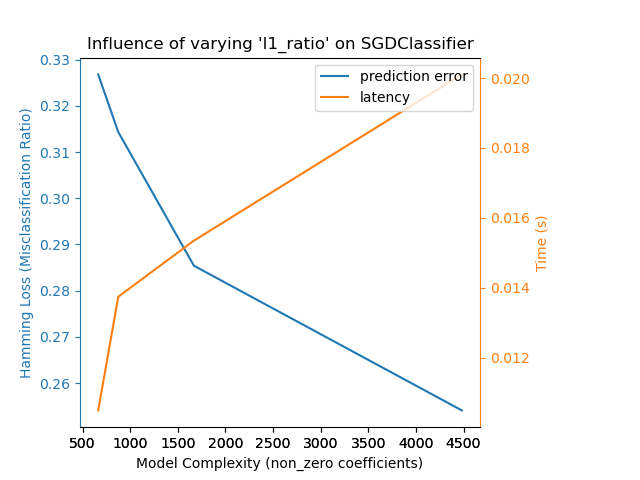 Influence of varying 'l1_ratio' on SGDClassifier
prediction error
latency
Hamming Loss (Misclassification Ratio)
0.33
0.32
0.31
0.30
0.29
0.28
0.27
0.26
0.020
0.018
0.016
0.014
0.012
Time (s)
500 1000 1500 2000 2500 3000 3500 4000 4500
Model Complexity (non_zero coefficients)